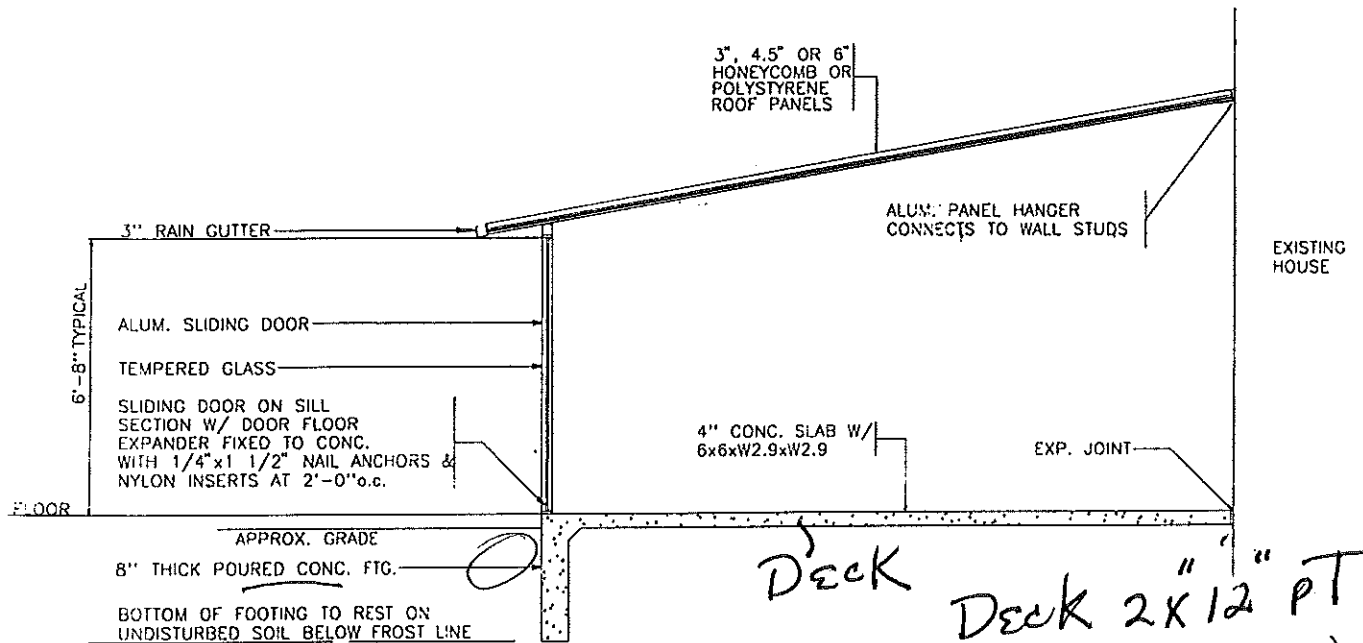 3", 4.5" OR 6"
HONEYCOMB OR
POLYSTYRENE
ROOF PANELS
3" RAIN GUTTER
ALUM. PANEL HANGER
CONNECTS TO WALL STUDS
EXISTING
HOUSE
6'-8" TYPICAL
ALUM. SLIDING DOOR
TEMPERED GLASS
SLIDING DOOR ON SILL
SECTION W/ DOOR FLOOR
EXPANDER FIXED TO CONC.
WITH 1/4"x1 1/2" NAIL ANCHORS &
NYLON INSERTS AT 2'-0"o.c.
4" CONC. SLAB W/
6x6xW2.9xW2.9
EXP. JOINT
FLOOR
APPROX. GRADE
8" THICK POURED CONC. FTG.
BOTTOM OF FOOTING TO REST ON
UNDISTURBED SOIL BELOW FROST LINE
DECK
DECK 2"X12" PT